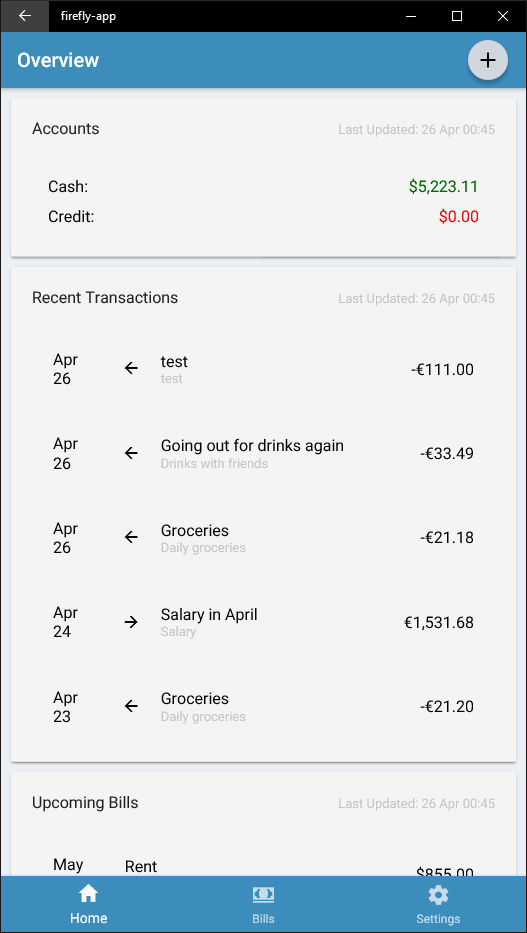 firefly-app
Overview
Accounts
Last Updated: 26 Apr 00:45
Cash:
$5,223.11
Credit:
$0.00
Recent Transactions
Last Updated: 26 Apr 00:45
Apr
26
test
test
-€111.00
Apr
26
Going out for drinks again
Drinks with friends
-€33.49
Apr
26
Groceries
Daily groceries
-€21.18
Apr
24
Salary in April
Salary
€1,531.68
Apr
23
Groceries
Daily groceries
-€21.20
Upcoming Bills
Last Updated: 26 Apr 00:45
May
Rent
$855.00
Home
Bills
Settings